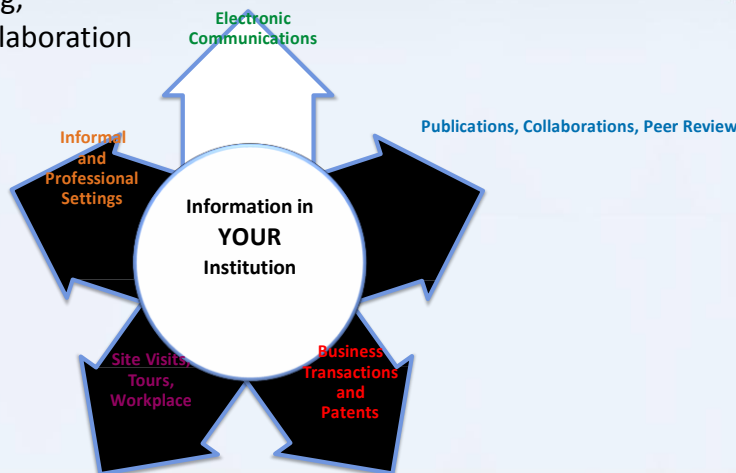 g,
laboration
Electronic
Communications
Publications, Collaborations, Peer Review
Informal
and
Professional
Settings
Information in
YOUR
Institution
Site Visits,
Tours,
Workplace
Business
Transactions
and
Patents